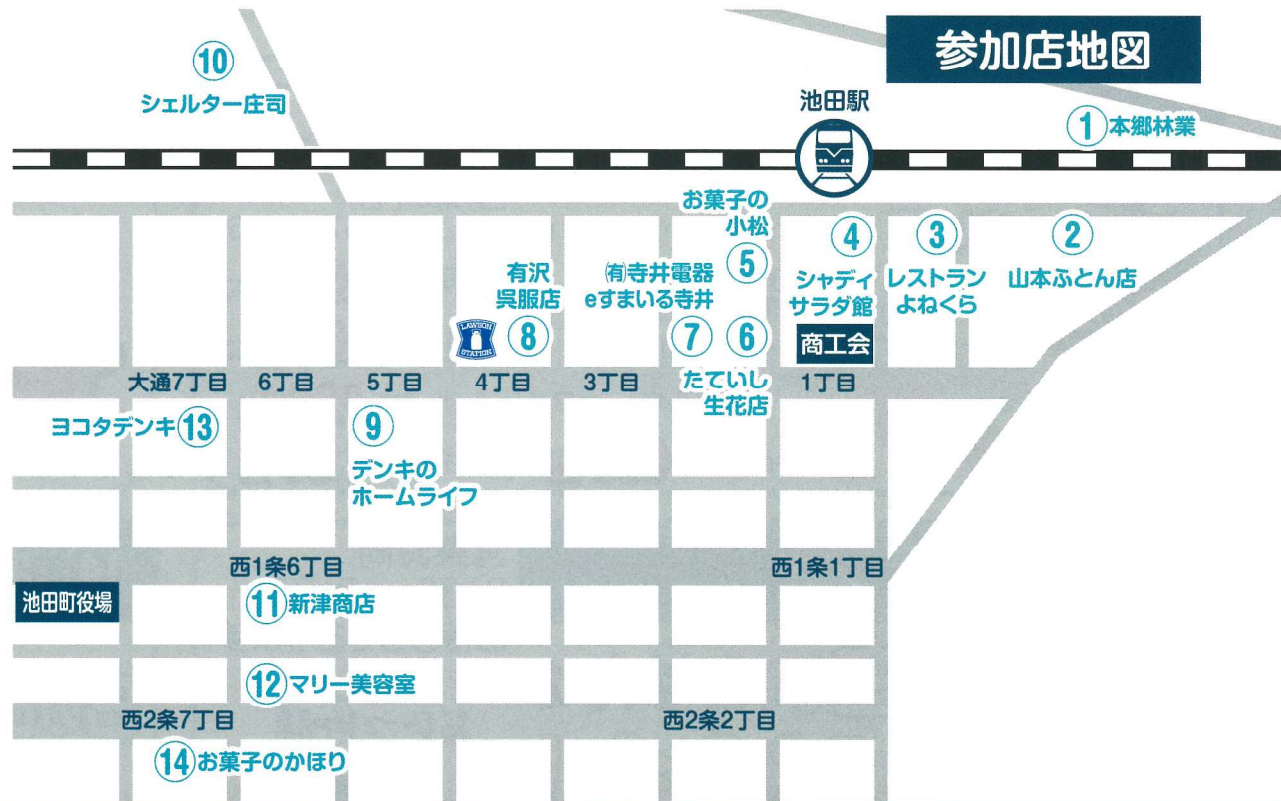 参加店地図
⑩
シェルター庄司
池田駅
①本郷林業
お菓子の
小松
⑤
④
シャディ
サラダ館
③
レストラン
よねくら
②
山本ふとん店
有沢
呉服店
⑧
㈲寺井電器
eすまいる寺井
⑦
⑥
たていし
生花店
商工会
LAWSON
STATION
大通7丁目
6丁目
5丁目
4丁目
3丁目
1丁目
ヨコタデンキ⑬
⑨
デンキの
ホームライフ
西1条6丁目
西1条1丁目
池田町役場
⑪新津商店
⑫マリー美容室
西2条7丁目
西2条2丁目
⑭お菓子のかほり